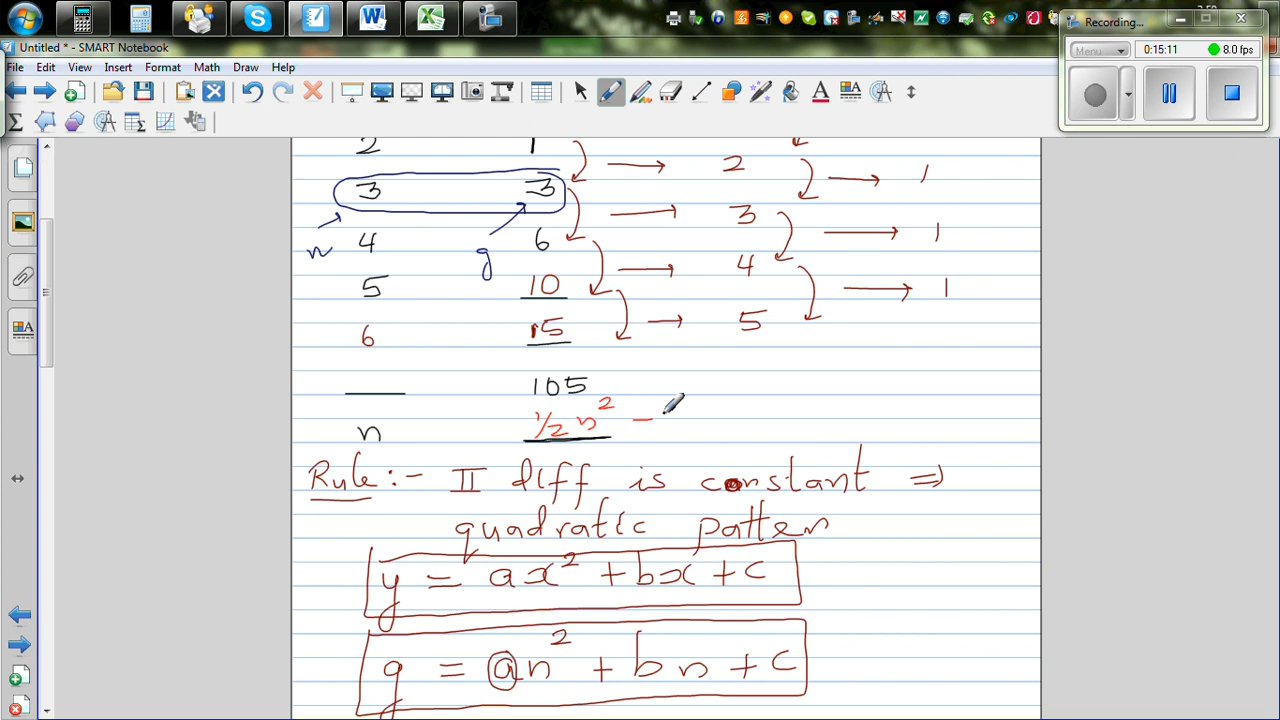 Untitled * - SMART Notebook
File Edit View Insert Format Math Draw Help
Recording...
Menu
0:15:11 8.0 fps
2 1 → 2
3 3 → 3 → 1
n 4 g 6 → 4 → 1
5 10 → 5 → 1
6 15
105
n 1/2 n² –
Rule :- II diff is constant ⇒
quadratic pattern
y = ax² + bx + c
g = an² + bn + c